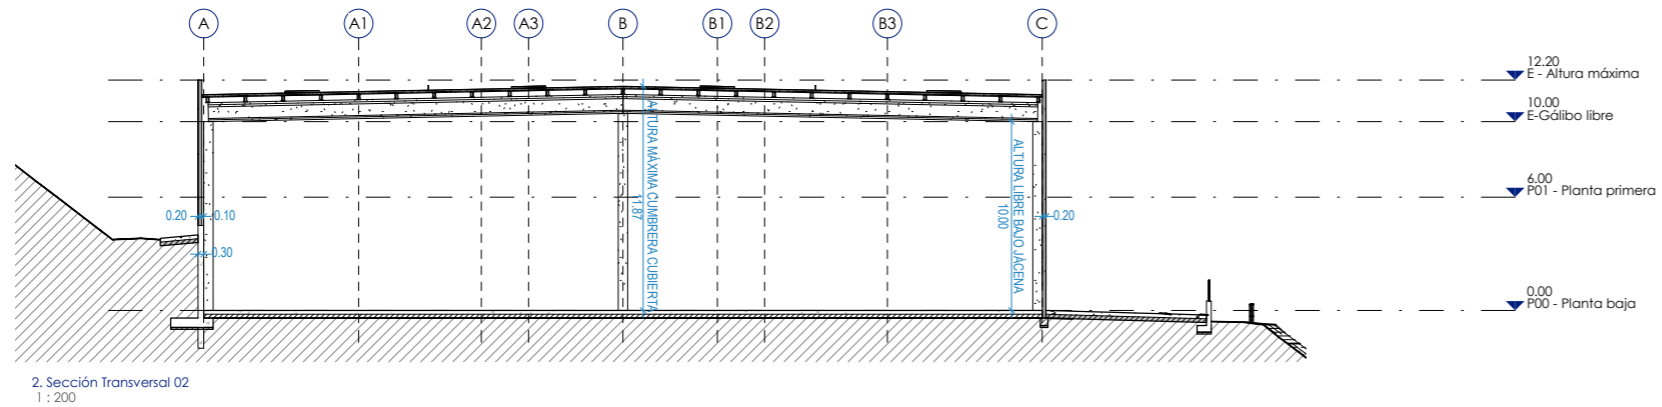 A
A1
A2
A3
B
B1
B2
B3
C
12.20
E - Altura máxima
10.00
E-Gálibo libre
6.00
P01 - Planta primera
0.00
P00 - Planta baja
0.20
0.10
0.30
ALTURA MÁXIMA CUMBRERA CUBIERTA
11.87
ALTURA LIBRE BAJO JÁCENA
10.00
0.20
2. Sección Transversal 02
1 : 200